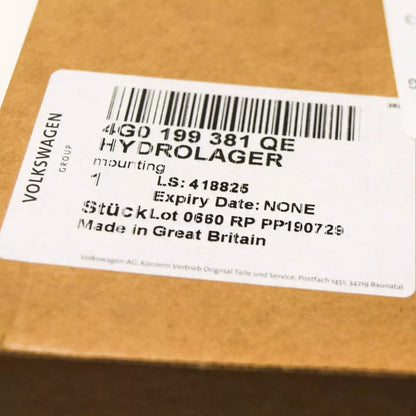 VOLKSWAGEN
GROUP
4G0 199 381 QE
HYDROLAGER
mounting
1 LS: 418825
Expiry Date: NONE
Stück Lot 0660 RP PP190729
Made in Great Britain
Volkswagen AG, Konzern Vertrieb Original Teile und Service, Postfach 1451, 34219 Baunatal